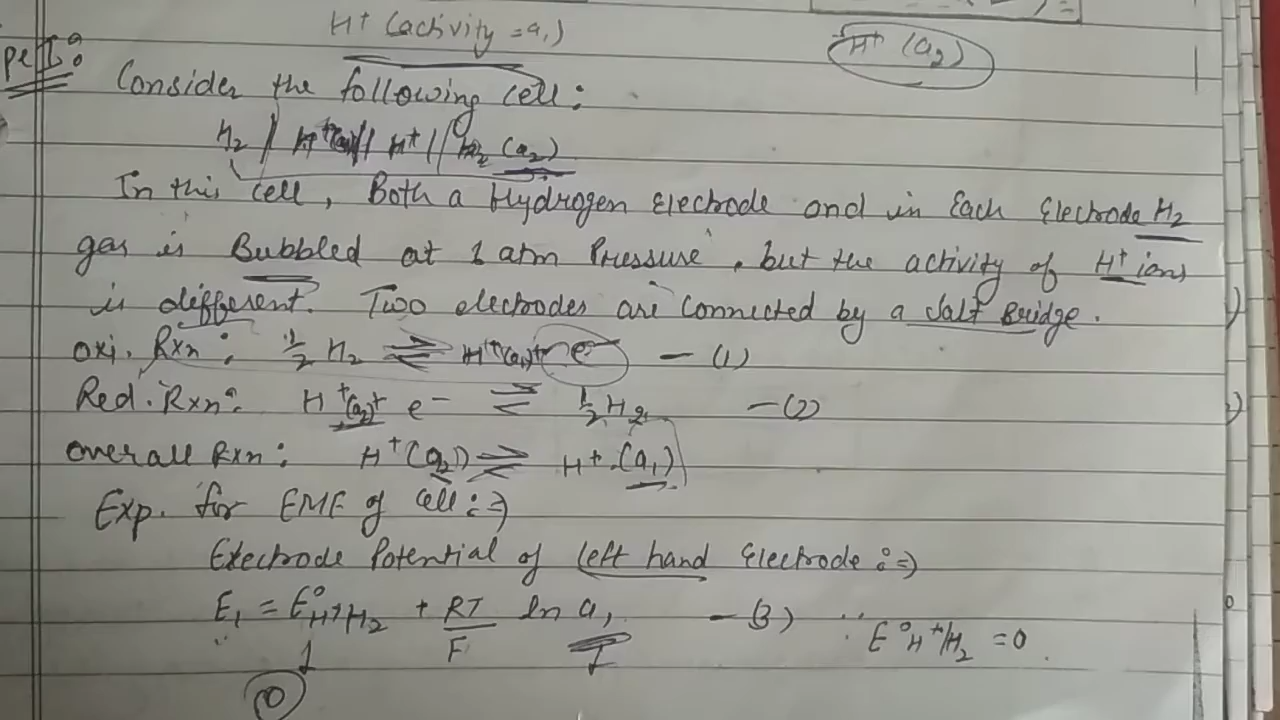 H+ (activity = a1)
H+ (a2)
Consider the following cell:
H2 / H+(a1) // H+ // H2 (a2)
In this cell, Both a Hydrogen Electrode and in Each Electrode H2
gas is Bubbled at 1 atm Pressure, but the activity of H+ ions
is different. Two electrodes are Connected by a Salt Bridge.
oxi. Rxn: 1/2 H2 ⇌ H+(a1)+ e- — (1)
Red. Rxn: H+(a2)+ e- ⇌ 1/2 H2 — (2)
overall Rxn: H+(a2) ⇌ H+ (a1)
Exp. for EMF of cell :⇒
Electrode Potential of left hand Electrode :⇒
E1 = E°H+/H2 + RT/F ln a1 — (3) ∵ E°H+/H2 = 0.
0